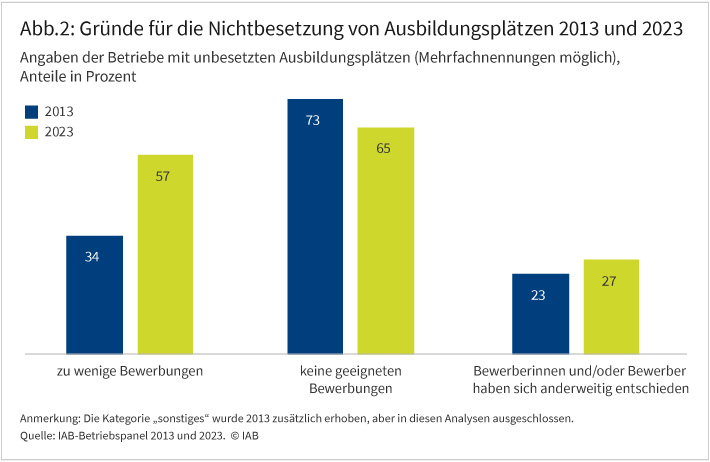 Abb.2: Gründe für die Nichtbesetzung von Ausbildungsplätzen 2013 und 2023
Angaben der Betriebe mit unbesetzten Ausbildungsplätzen (Mehrfachnennungen möglich),
Anteile in Prozent
2013
2023
34
57
73
65
23
27
zu wenige Bewerbungen
keine geeigneten
Bewerbungen
Bewerberinnen und/oder Bewerber
haben sich anderweitig entschieden
Anmerkung: Die Kategorie „sonstiges“ wurde 2013 zusätzlich erhoben, aber in diesen Analysen ausgeschlossen.
Quelle: IAB-Betriebspanel 2013 und 2023. © IAB